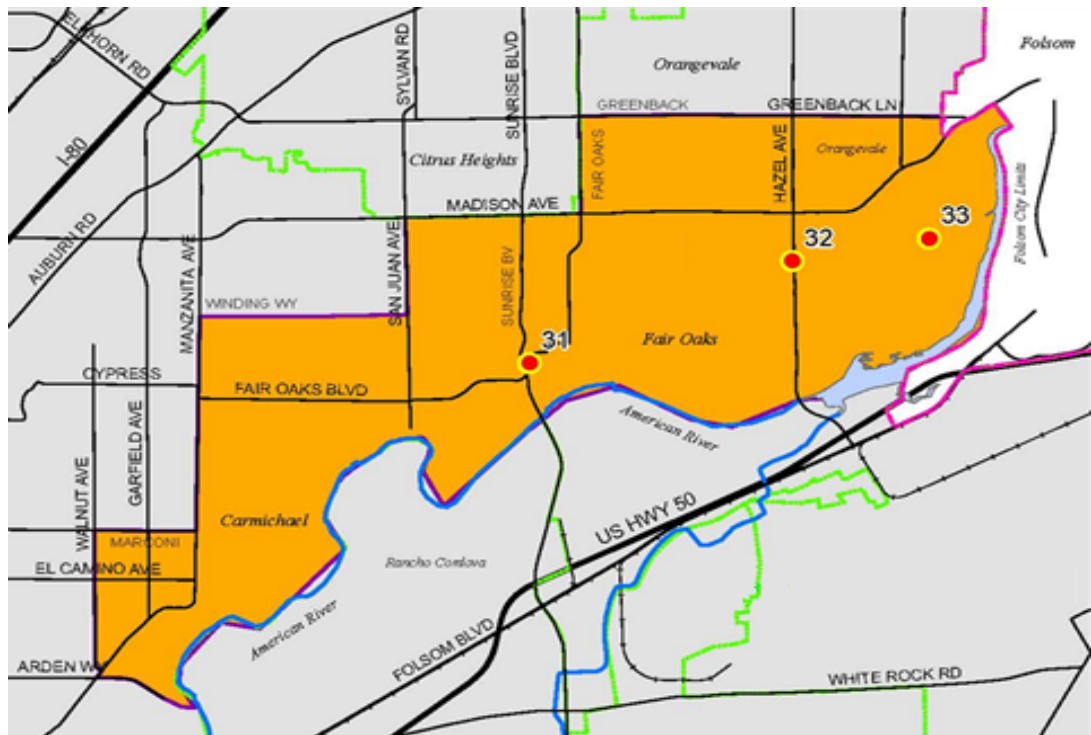 ELKHORN RD
SYLVAN RD
SUNRISE BLVD
Orangevale
Folsom
I-80
GREENBACK
GREENBACK LN
Citrus Heights
FAIR OAKS
HAZEL AVE
Orangevale
AUBURN RD
MADISON AVE
Folsom City Limits
MANZANITA AVE
SAN JUAN AVE
SUNRISE BV
32
33
WINDING WY
31
Fair Oaks
CYPRESS
FAIR OAKS BLVD
American River
WALNUT AVE
GARFIELD AVE
Carmichael
US HWY 50
MARCONI
EL CAMINO AVE
Rancho Cordova
American River
FOLSOM BLVD
ARDEN WY
WHITE ROCK RD